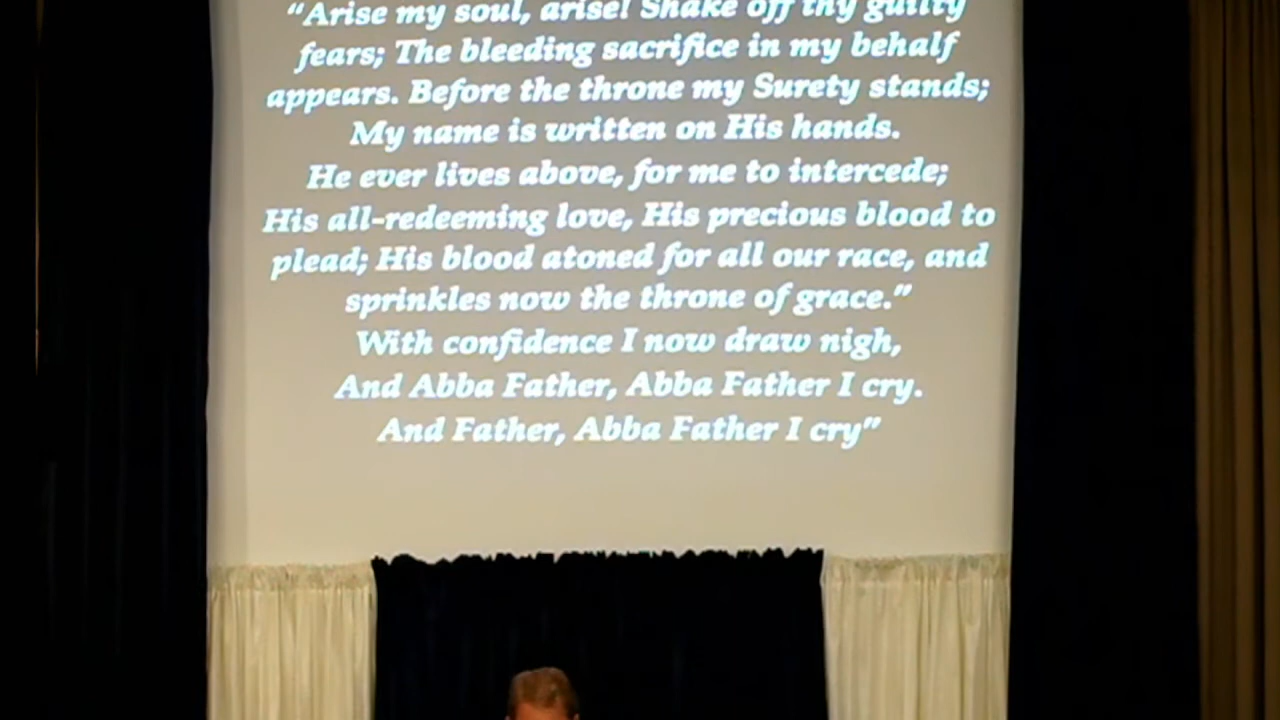 “Arise my soul, arise! Shake off thy guilty
fears; The bleeding sacrifice in my behalf
appears. Before the throne my Surety stands;
My name is written on His hands.
He ever lives above, for me to intercede;
His all-redeeming love, His precious blood to
plead; His blood atoned for all our race, and
sprinkles now the throne of grace.”
With confidence I now draw nigh,
And Abba Father, Abba Father I cry.
And Father, Abba Father I cry”